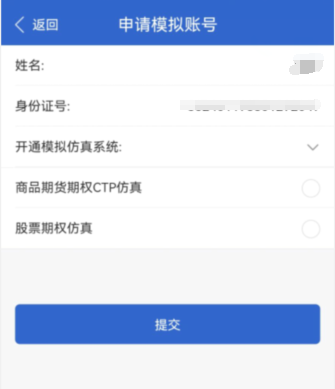 返回
申请模拟账号
姓名:
身份证号:
开通模拟仿真系统:
商品期货期权CTP仿真
股票期权仿真
提交